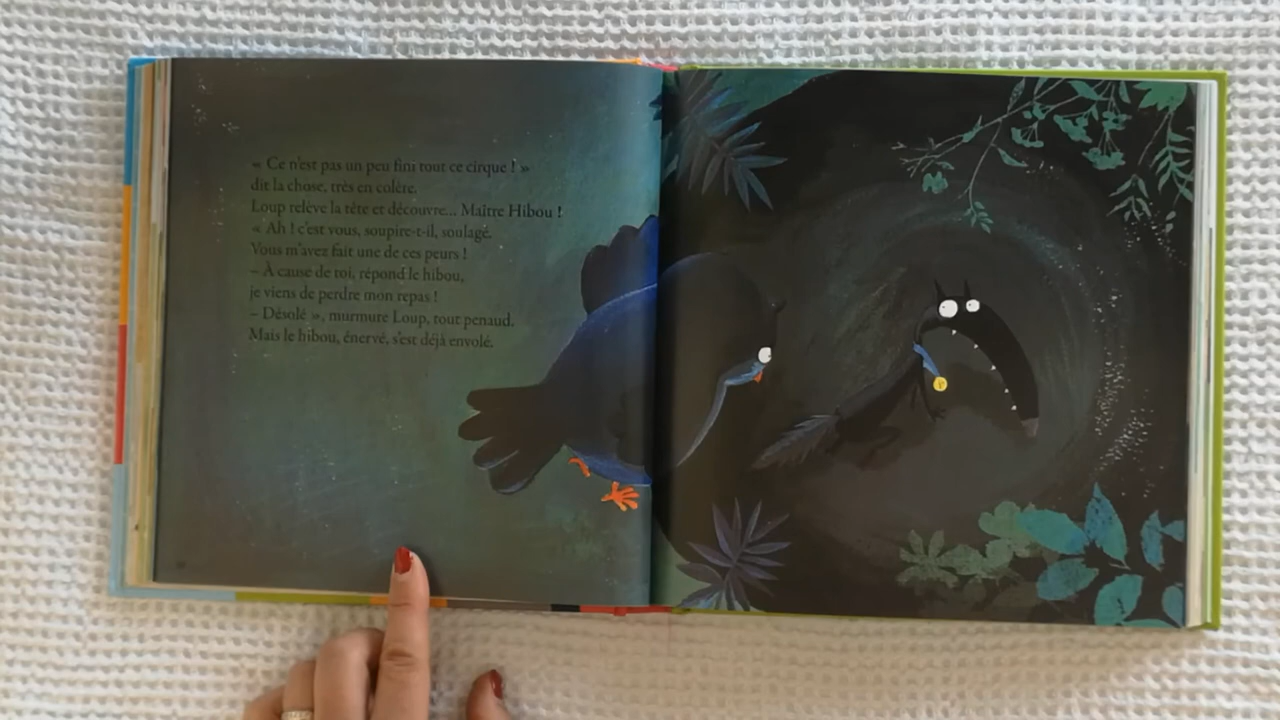 « Ce n'est pas un peu fini tout ce cirque ! »
dit la chose, très en colère.
Loup relève la tête et découvre... Maître Hibou !
« Ah ! c'est vous, soupire-t-il, soulagé.
Vous m'avez fait une de ces peurs !
– À cause de toi, répond le hibou,
je viens de perdre mon repas !
– Désolé », murmure Loup, tout penaud.
Mais le hibou, énervé, s'est déjà envolé.